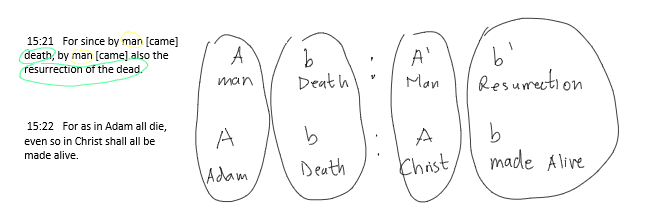 15:21 For since by man [came]
death, by man [came] also the
resurrection of the dead.
A b : A' b'
man Death Man Resurrection
15:22 For as in Adam all die,
even so in Christ shall all be
made alive.
A b : A b
Adam Death Christ made Alive